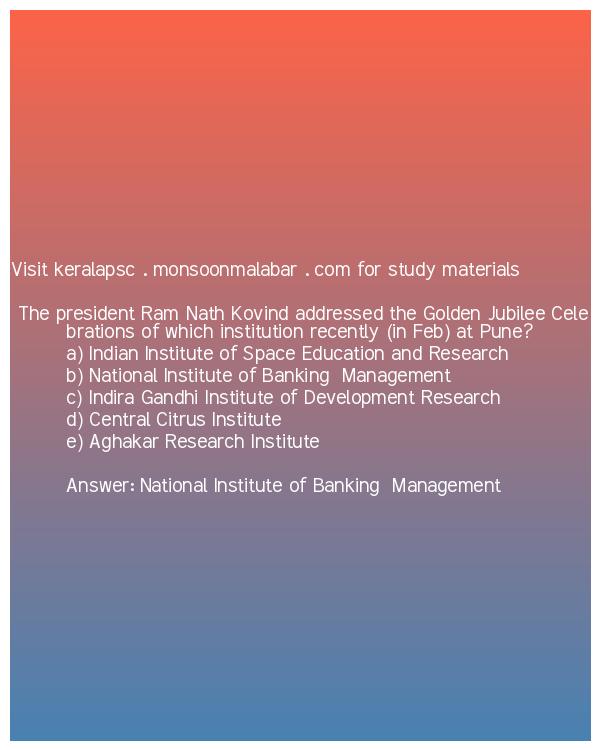 Visit keralapsc . monsoonmalabar . com for study materials
The president Ram Nath Kovind addressed the Golden Jubilee Cele
brations of which institution recently (in Feb) at Pune?
a) Indian Institute of Space Education and Research
b) National Institute of Banking  Management
c) Indira Gandhi Institute of Development Research
d) Central Citrus Institute
e) Aghakar Research Institute
Answer: National Institute of Banking  Management